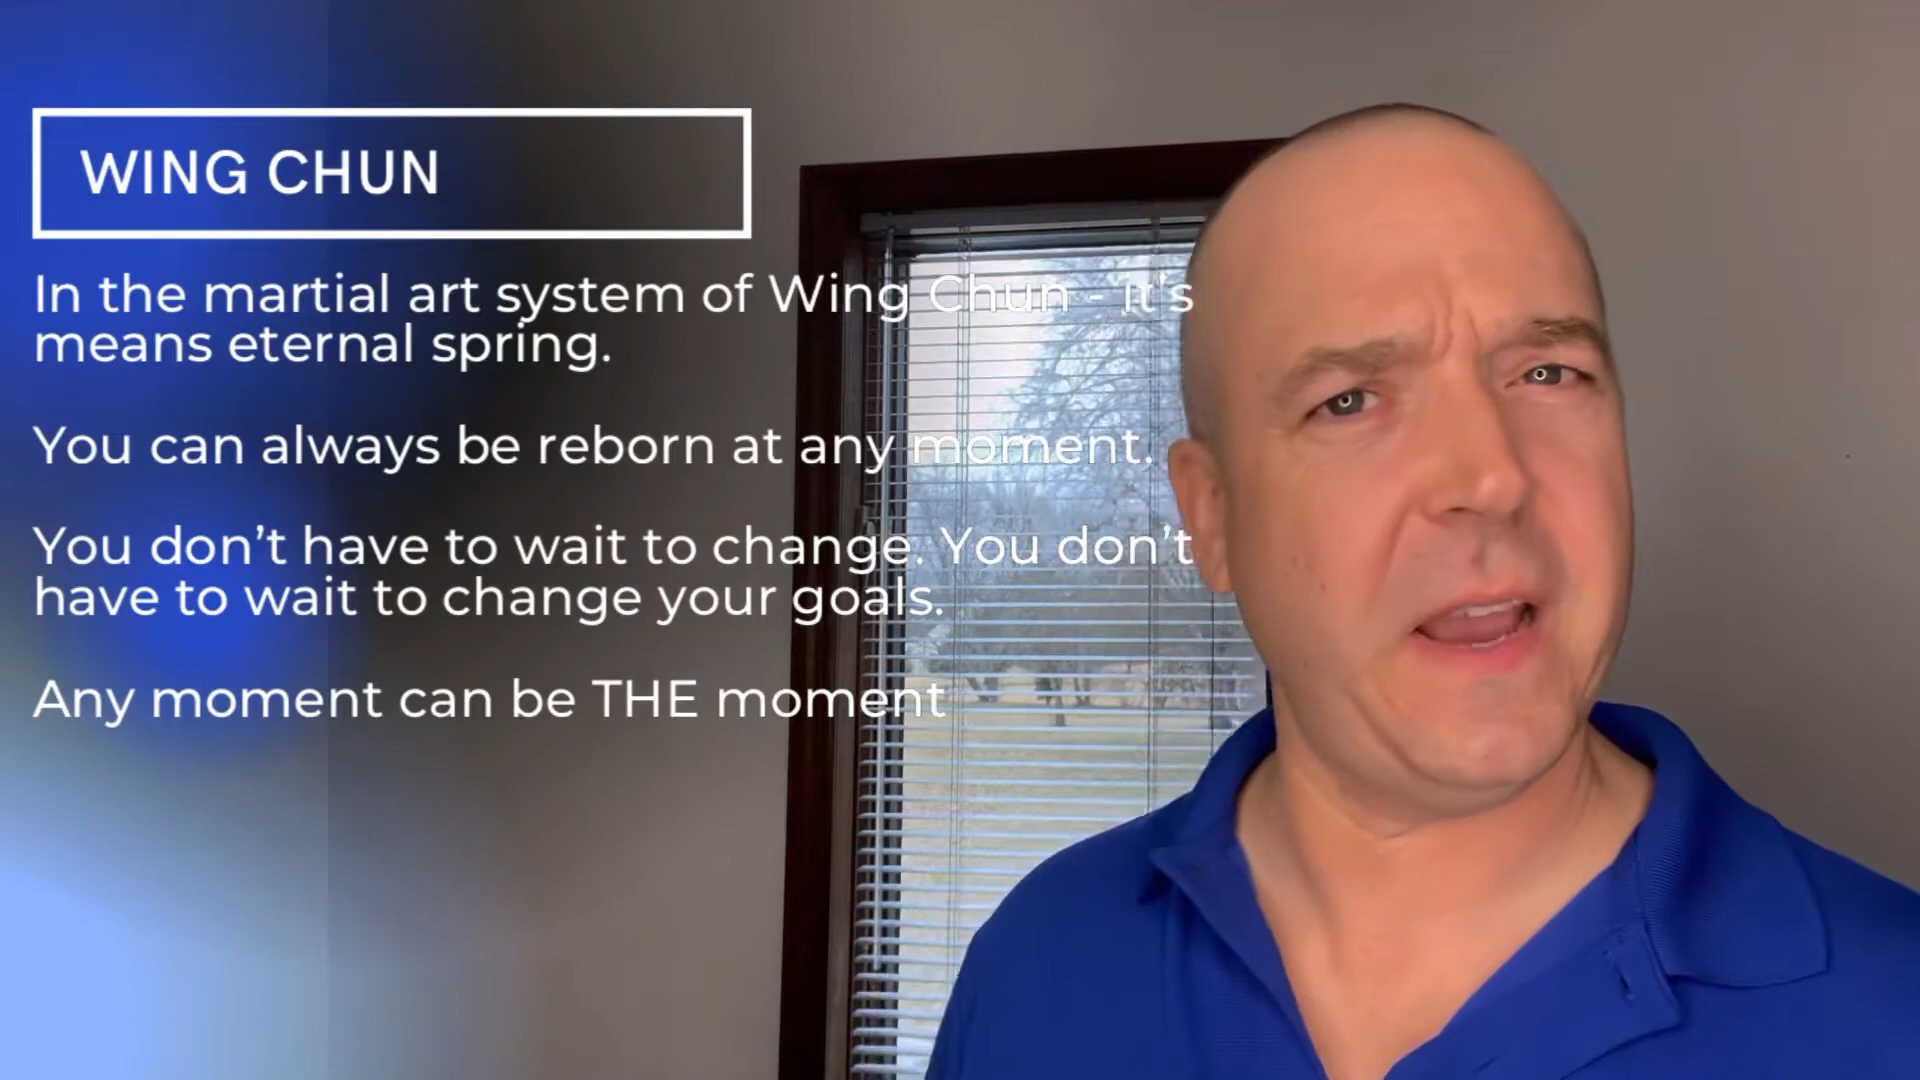 WING CHUN
In the martial art system of Wing Chun - it's
means eternal spring.
You can always be reborn at any moment.
You don’t have to wait to change. You don’t
have to wait to change your goals.
Any moment can be THE moment